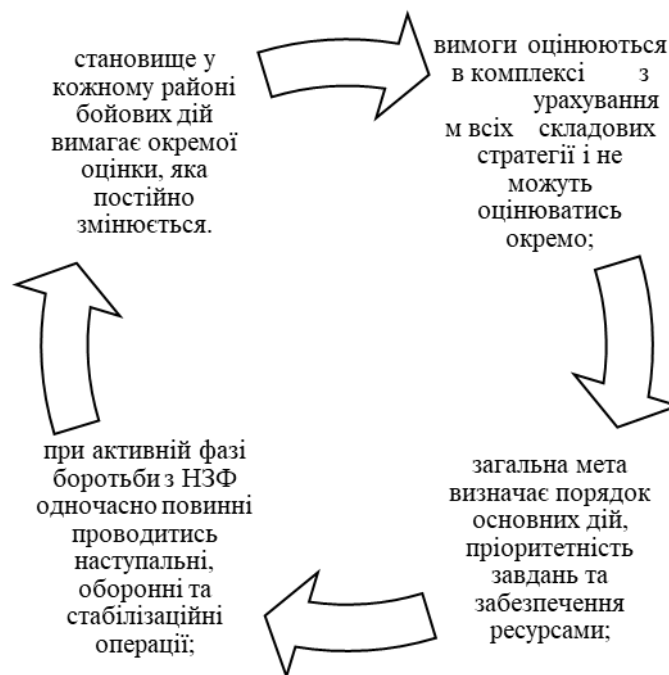 становище у
кожному районі
бойових дій
вимагає окремої
оцінки, яка
постійно
змінюється.
вимоги оцінюються
в комплексі з
урахування
м всіх складових
стратегії і не
можуть
оцінюватись
окремо;
загальна мета
визначає порядок
основних дій,
пріоритетність
завдань та
забезпечення
ресурсами;
при активній фазі
боротьби з НЗФ
одночасно повинні
проводитись
наступальні,
оборонні та
стабілізаційні
операції;